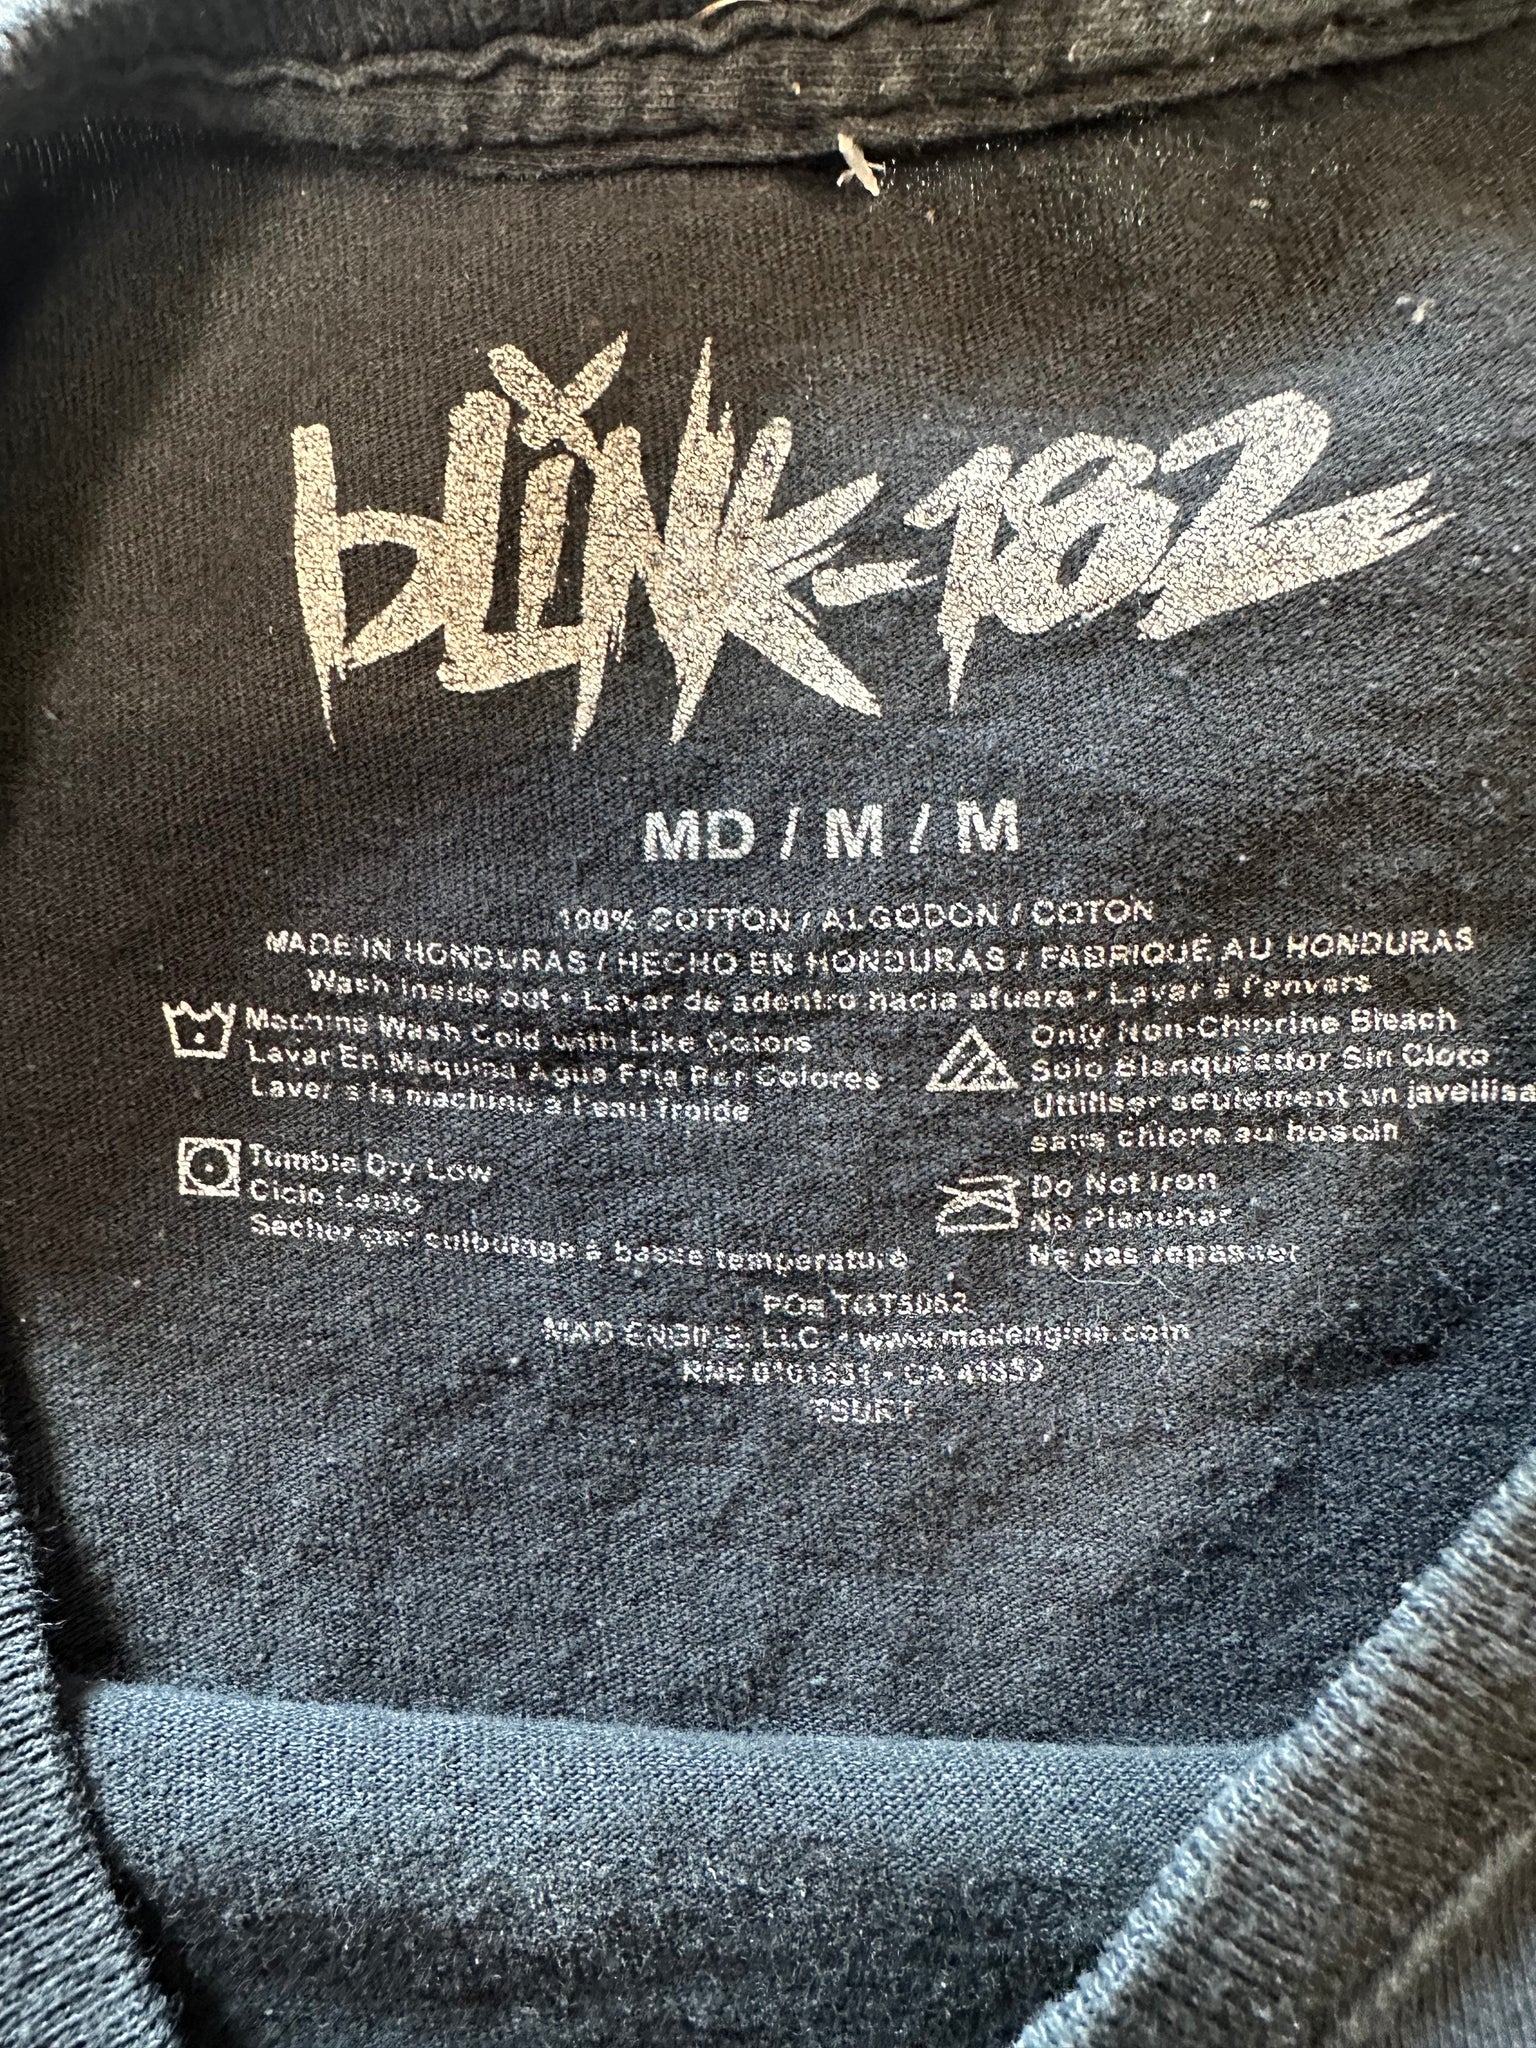 blink-182
MD / M / M
100% COTTON / ALGODON / COTON
MADE IN HONDURAS / HECHO EN HONDURAS / FABRIQUÉ AU HONDURAS
Wash inside out • Lavar de adentro hacia afuera • Laver à l'envers
Machine Wash Cold with Like Colors
Lavar En Maquina Agua Fria Por Colores
Laver a la machine à l'eau froide
Only Non-Chlorine Bleach
Solo Blanqueador Sin Cloro
Utiliser seulement un javellisa
sans chlore au besoin
Tumble Dry Low
Ciclo Lento
Secher par culbutage à basse temperature
Do Not Iron
No Planchar
Ne pas repasser
PO# TGT5062
MAD ENGINE, LLC • www.madengine.com